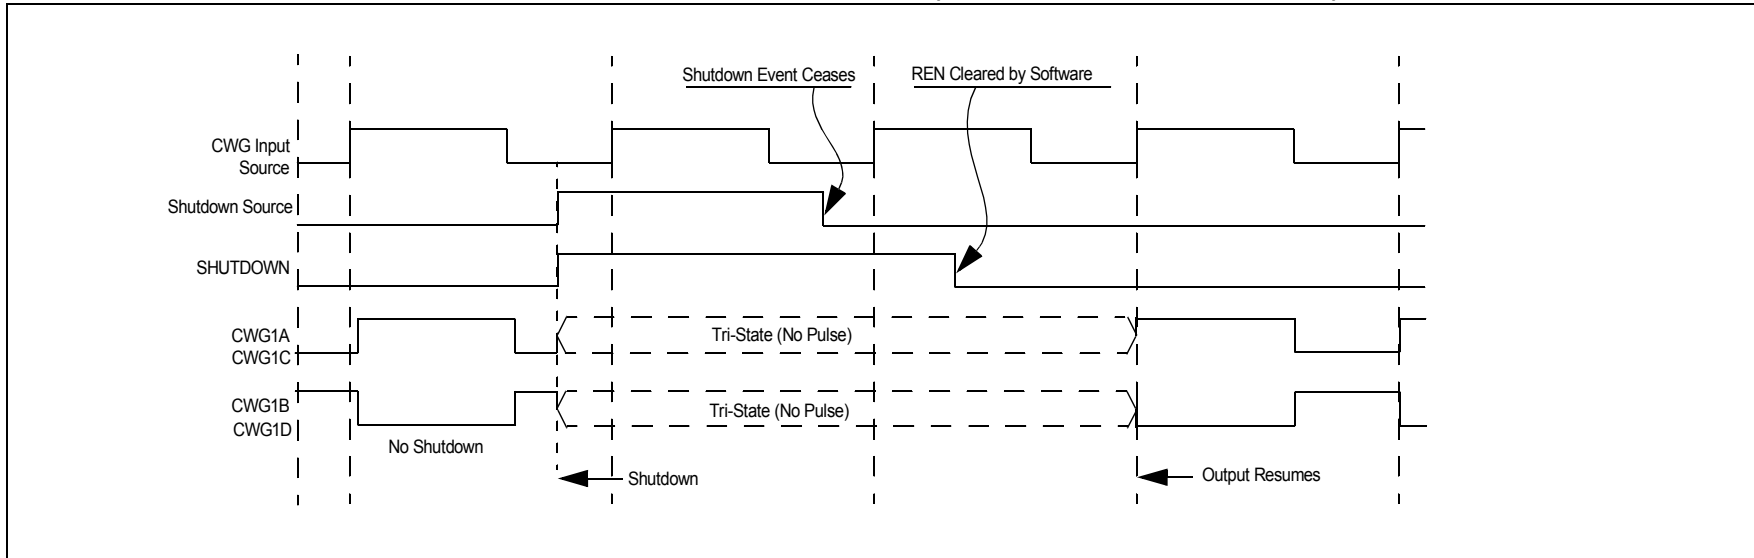 Shutdown Event Ceases
REN Cleared by Software
CWG Input
Source
Shutdown Source
SHUTDOWN
CWG1A
CWG1C
Tri-State (No Pulse)
CWG1B
CWG1D
Tri-State (No Pulse)
No Shutdown
Shutdown
Output Resumes